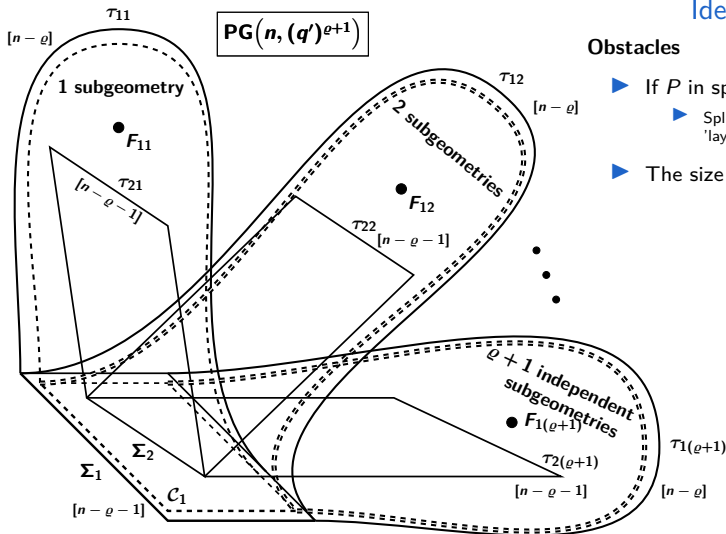 Ide
τ₁₁
[n − ϱ]
PG(n, (q′)^{ϱ+1})
Obstacles
1 subgeometry
F₁₁
τ₁₂
[n − ϱ]
If P in sp
Spl
'lay
The size
2 subgeometries
F₁₂
τ₂₁
[n − ϱ − 1]
τ₂₂
[n − ϱ − 1]
ϱ + 1 independent
subgeometries
F₁₍ϱ₊₁₎
τ₁₍ϱ₊₁₎
[n − ϱ]
τ₂₍ϱ₊₁₎
[n − ϱ − 1]
Σ₂
Σ₁
𝒞₁
[n − ϱ − 1]